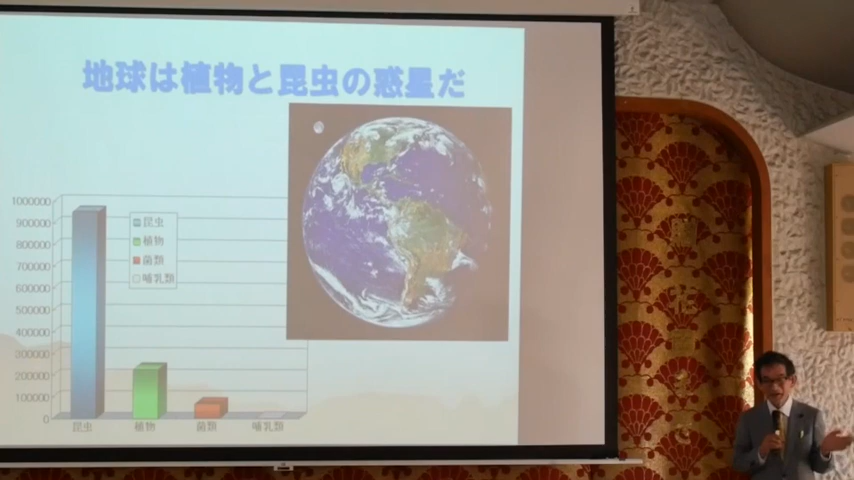 地球は植物と昆虫の惑星だ
1000000
900000
800000
700000
600000
500000
400000
300000
200000
100000
0
昆虫
植物
菌類
哺乳類
昆虫 植物 菌類 哺乳類